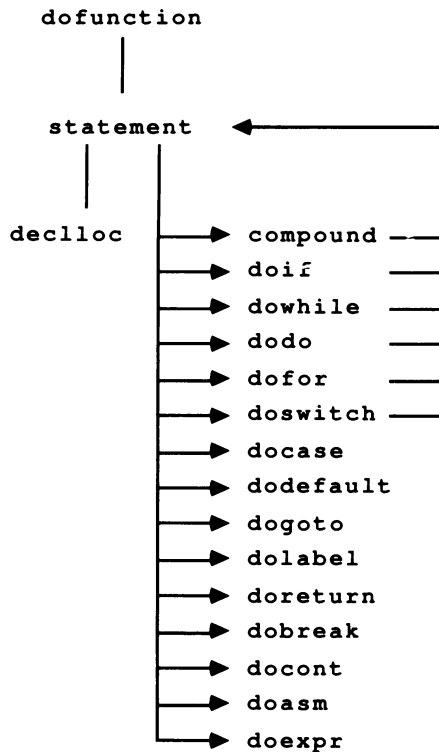 dofunction
statement
declloc
compound
doif
dowhile
dodo
dofor
doswitch
docase
dodefault
dogoto
dolabel
doreturn
dobreak
docont
doasm
doexpr